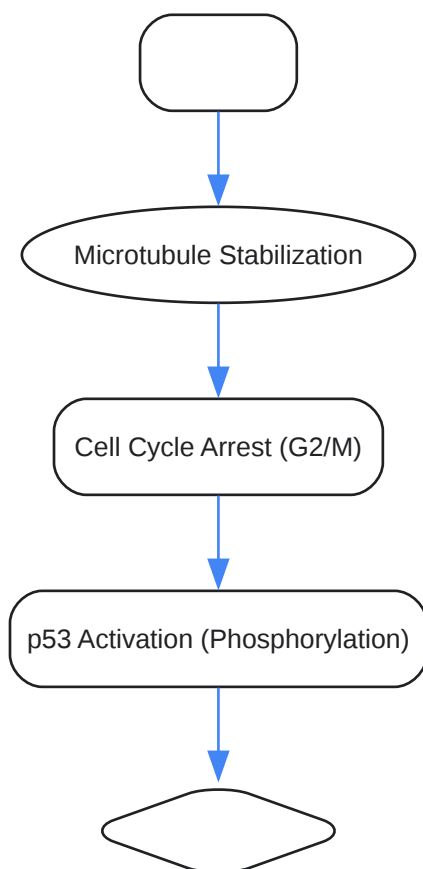 Microtubule Stabilization
Cell Cycle Arrest (G2/M)
p53 Activation (Phosphorylation)